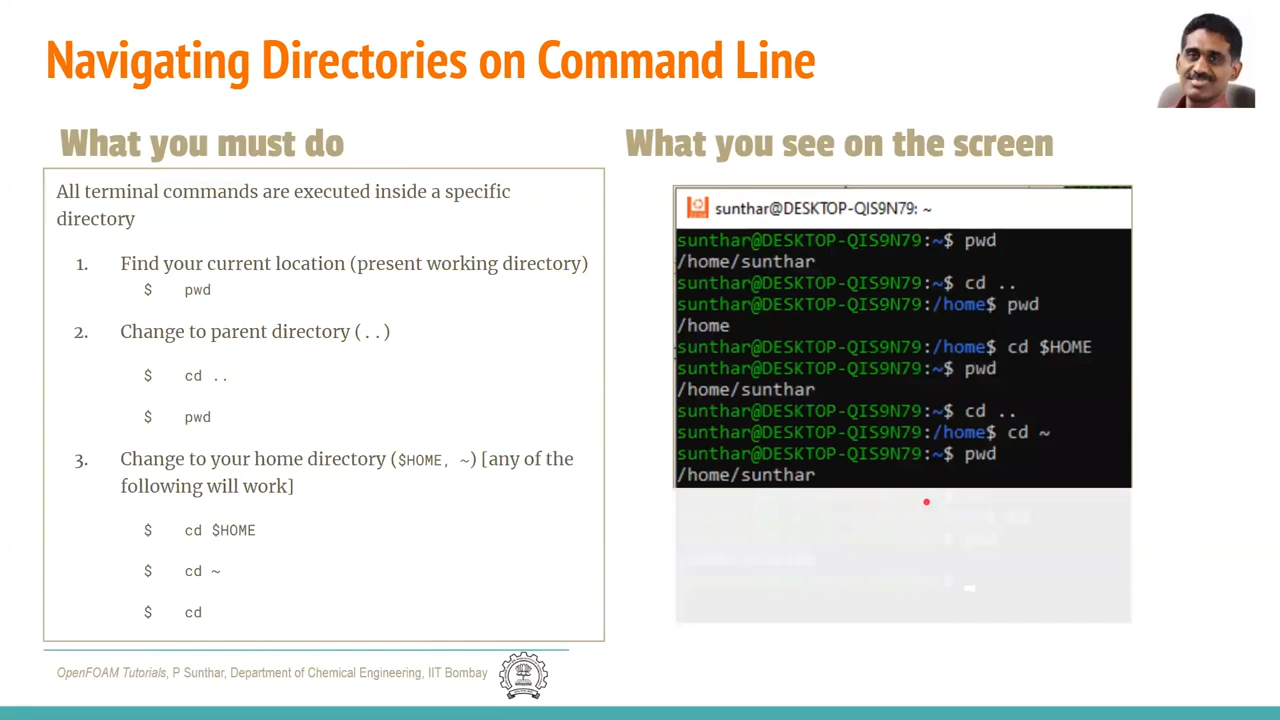 Navigating Directories on Command Line
What you must do
All terminal commands are executed inside a specific
directory
1. Find your current location (present working directory)
$ pwd
2. Change to parent directory (..)
$ cd ..
$ pwd
3. Change to your home directory ($HOME, ~) [any of the
following will work]
$ cd $HOME
$ cd ~
$ cd
What you see on the screen
sunthar@DESKTOP-QIS9N79: ~
sunthar@DESKTOP-QIS9N79:~$ pwd
/home/sunthar
sunthar@DESKTOP-QIS9N79:~$ cd ..
sunthar@DESKTOP-QIS9N79:/home$ pwd
/home
sunthar@DESKTOP-QIS9N79:/home$ cd $HOME
sunthar@DESKTOP-QIS9N79:~$ pwd
/home/sunthar
sunthar@DESKTOP-QIS9N79:~$ cd ..
sunthar@DESKTOP-QIS9N79:/home$ cd ~
sunthar@DESKTOP-QIS9N79:~$ pwd
/home/sunthar
OpenFOAM Tutorials, P Sunthar, Department of Chemical Engineering, IIT Bombay